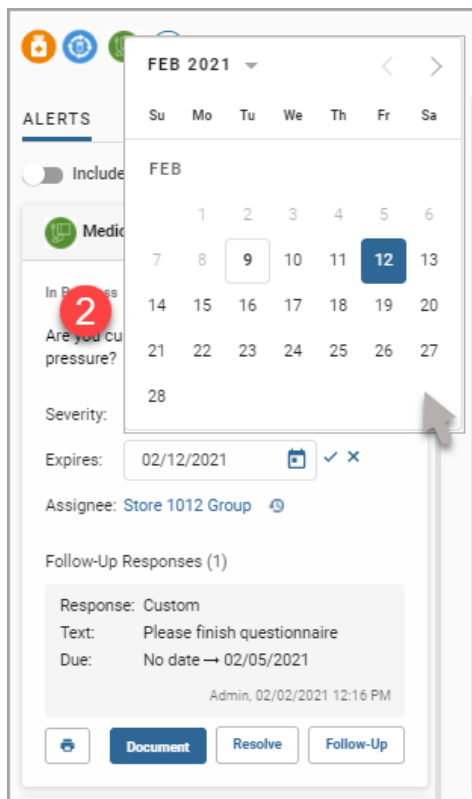 FEB 2021
ALERTS
Su Mo Tu We Th Fr Sa
Include
FEB
1 2 3 4 5 6
7 8 9 10 11 12 13
14 15 16 17 18 19 20
21 22 23 24 25 26 27
28
In
2
Are you cu
pressure?
Severity:
Expires: 02/12/2021
Assignee: Store 1012 Group
Follow-Up Responses (1)
Response: Custom
Text: Please finish questionnaire
Due: No date → 02/05/2021
Admin, 02/02/2021 12:16 PM
Document Resolve Follow-Up